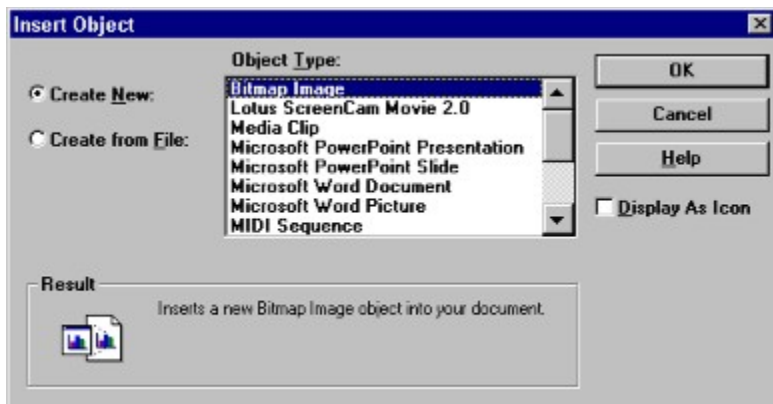 Insert Object
Object Type:
Create New:
Create from File:
Bitmap Image
Lotus ScreenCam Movie 2.0
Media Clip
Microsoft PowerPoint Presentation
Microsoft PowerPoint Slide
Microsoft Word Document
Microsoft Word Picture
MIDI Sequence
OK
Cancel
Help
Display As Icon
Result
Inserts a new Bitmap Image object into your document.